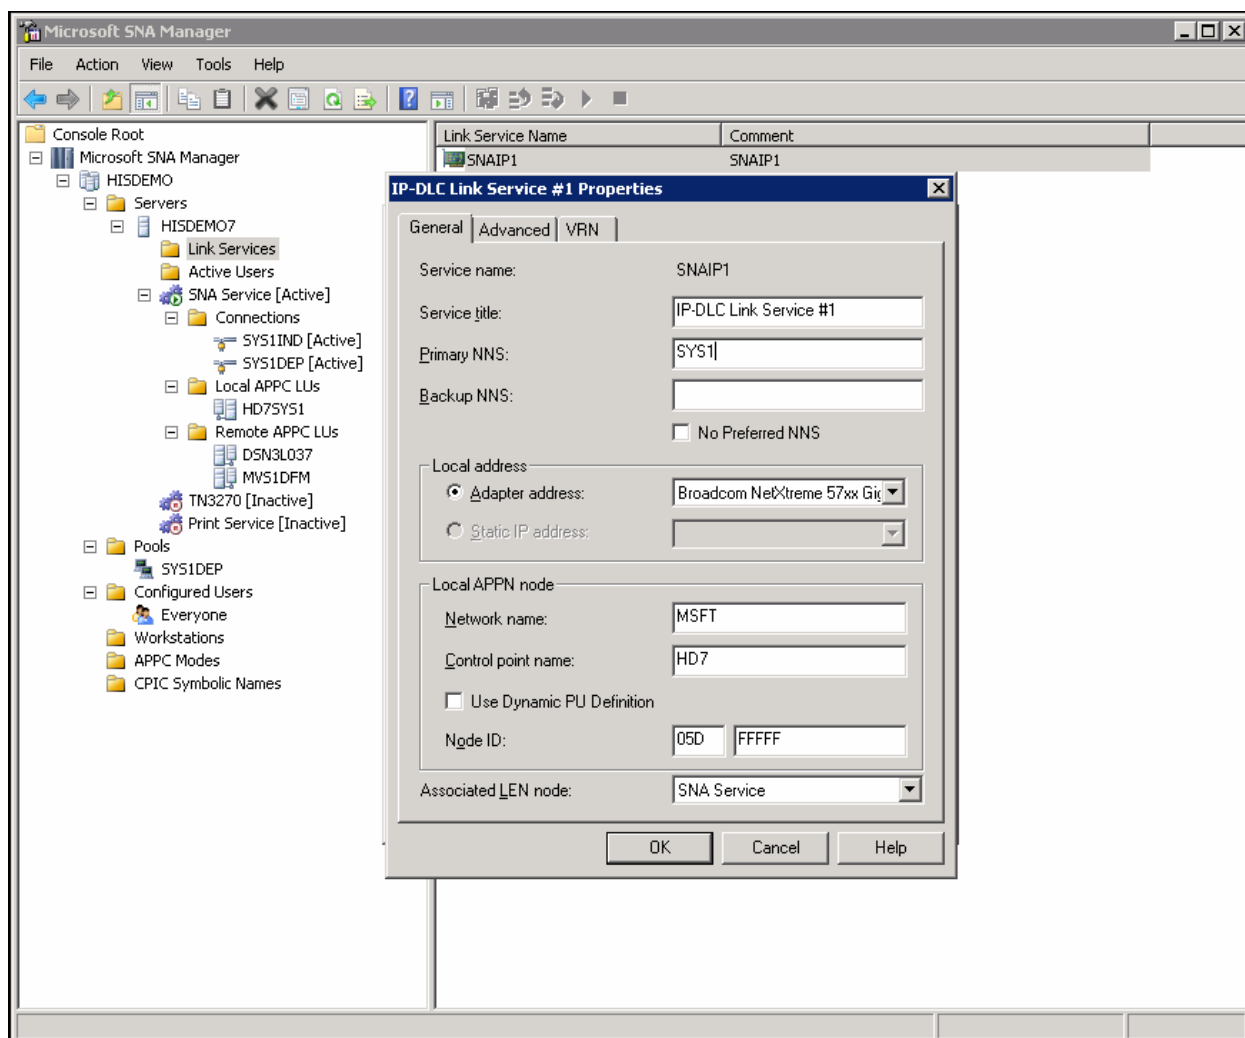 Microsoft SNA Manager
File Action View Tools Help
Console Root
Microsoft SNA Manager
HISDEMO
Servers
HISDEMO7
Link Services
Active Users
SNA Service [Active]
Connections
SYS1IND [Active]
SYS1DEP [Active]
Local APPC LUs
HD7SYS1
Remote APPC LUs
DSN3L037
MVS1DFM
TN3270 [Inactive]
Print Service [Inactive]
Pools
SYS1DEP
Configured Users
Everyone
Workstations
APPC Modes
CPIC Symbolic Names
Link Service Name Comment
SNAIP1 SNAIP1
IP-DLC Link Service #1 Properties
General Advanced VRN
Service name: SNAIP1
Service title: IP-DLC Link Service #1
Primary NNS: SYS1
Backup NNS:
No Preferred NNS
Local address
Adapter address: Broadcom NetXtreme 57xx Gig
Static IP address:
Local APPN node
Network name: MSFT
Control point name: HD7
Use Dynamic PU Definition
Node ID: 05D FFFFF
Associated LEN node: SNA Service
OK Cancel Help